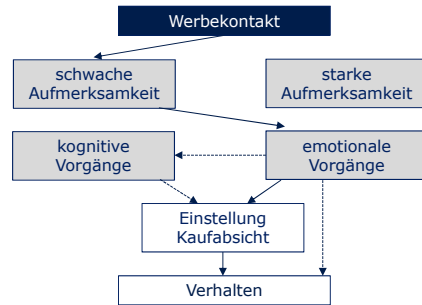 Werbekontakt
schwache
Aufmerksamkeit
starke
Aufmerksamkeit
kognitive
Vorgänge
emotionale
Vorgänge
Einstellung
Kaufabsicht
Verhalten